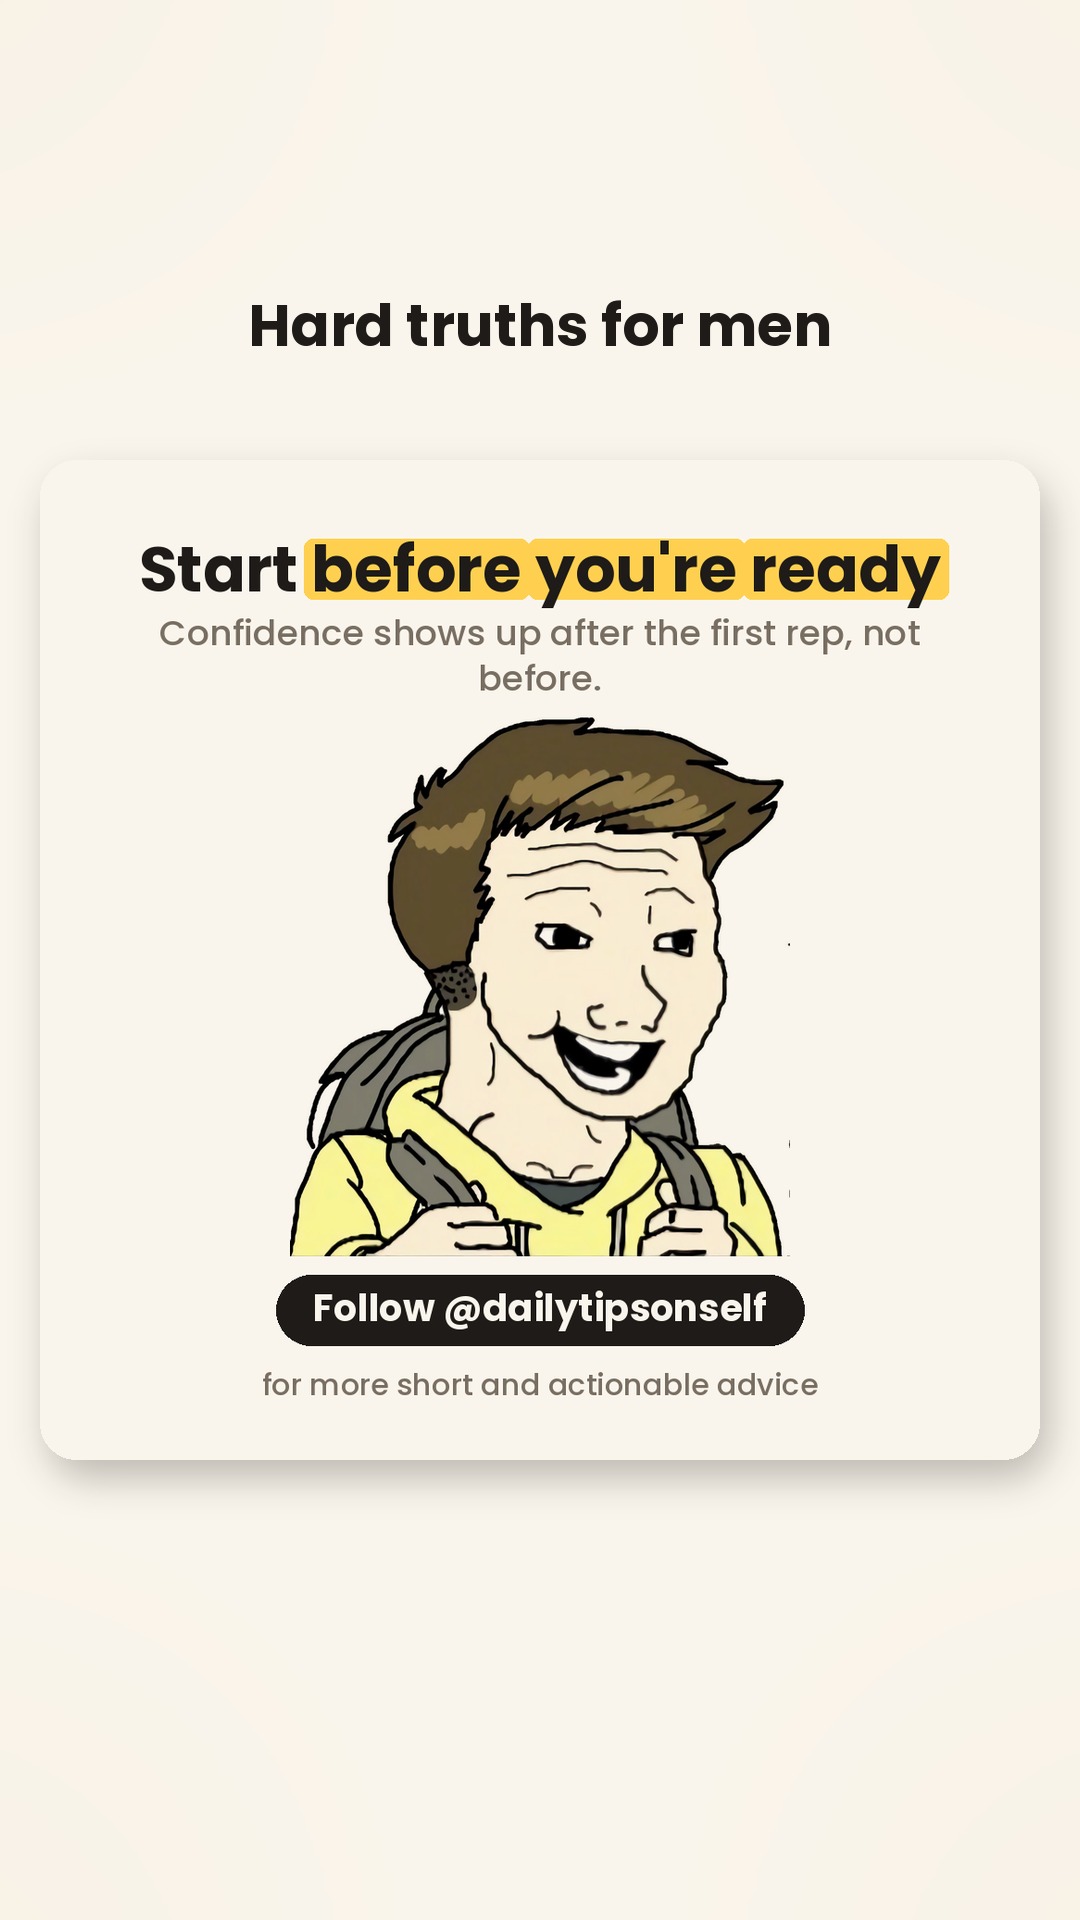 Hard truths for men
Start before you're ready
Confidence shows up after the first rep, not
before.
Follow @dailytipsonself
for more short and actionable advice